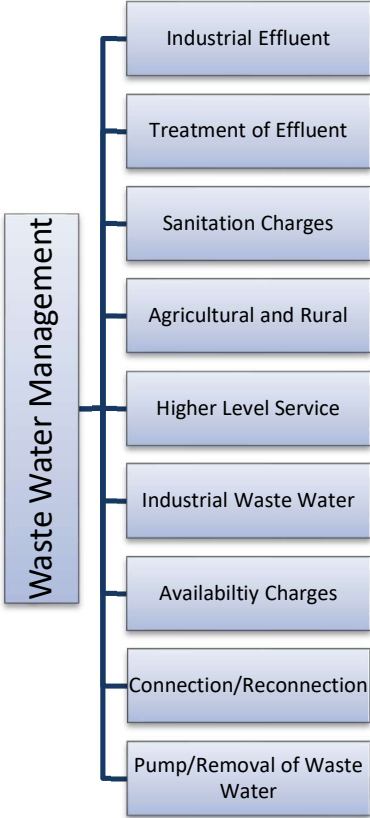 Waste Water Management
Industrial Effluent
Treatment of Effluent
Sanitation Charges
Agricultural and Rural
Higher Level Service
Industrial Waste Water
Availabiltiy Charges
Connection/Reconnection
Pump/Removal of Waste
Water